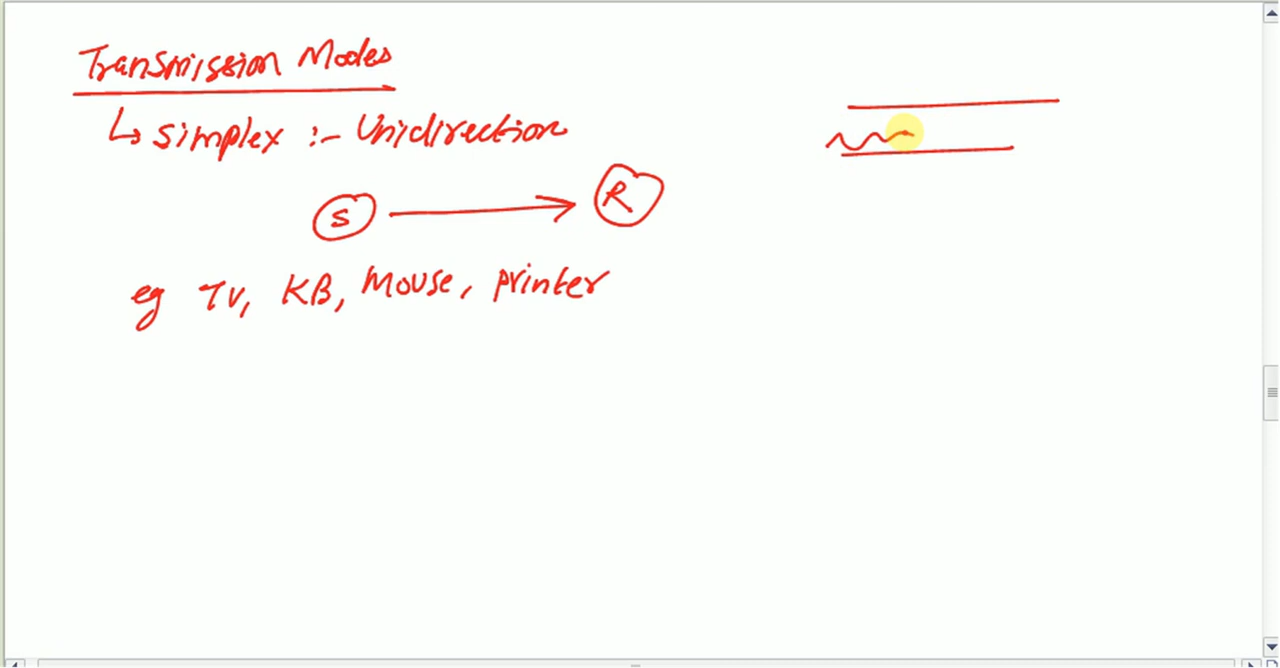 Transmission Modes
↳ Simplex :- Unidirection
S → R
eg TV, KB, Mouse, printer